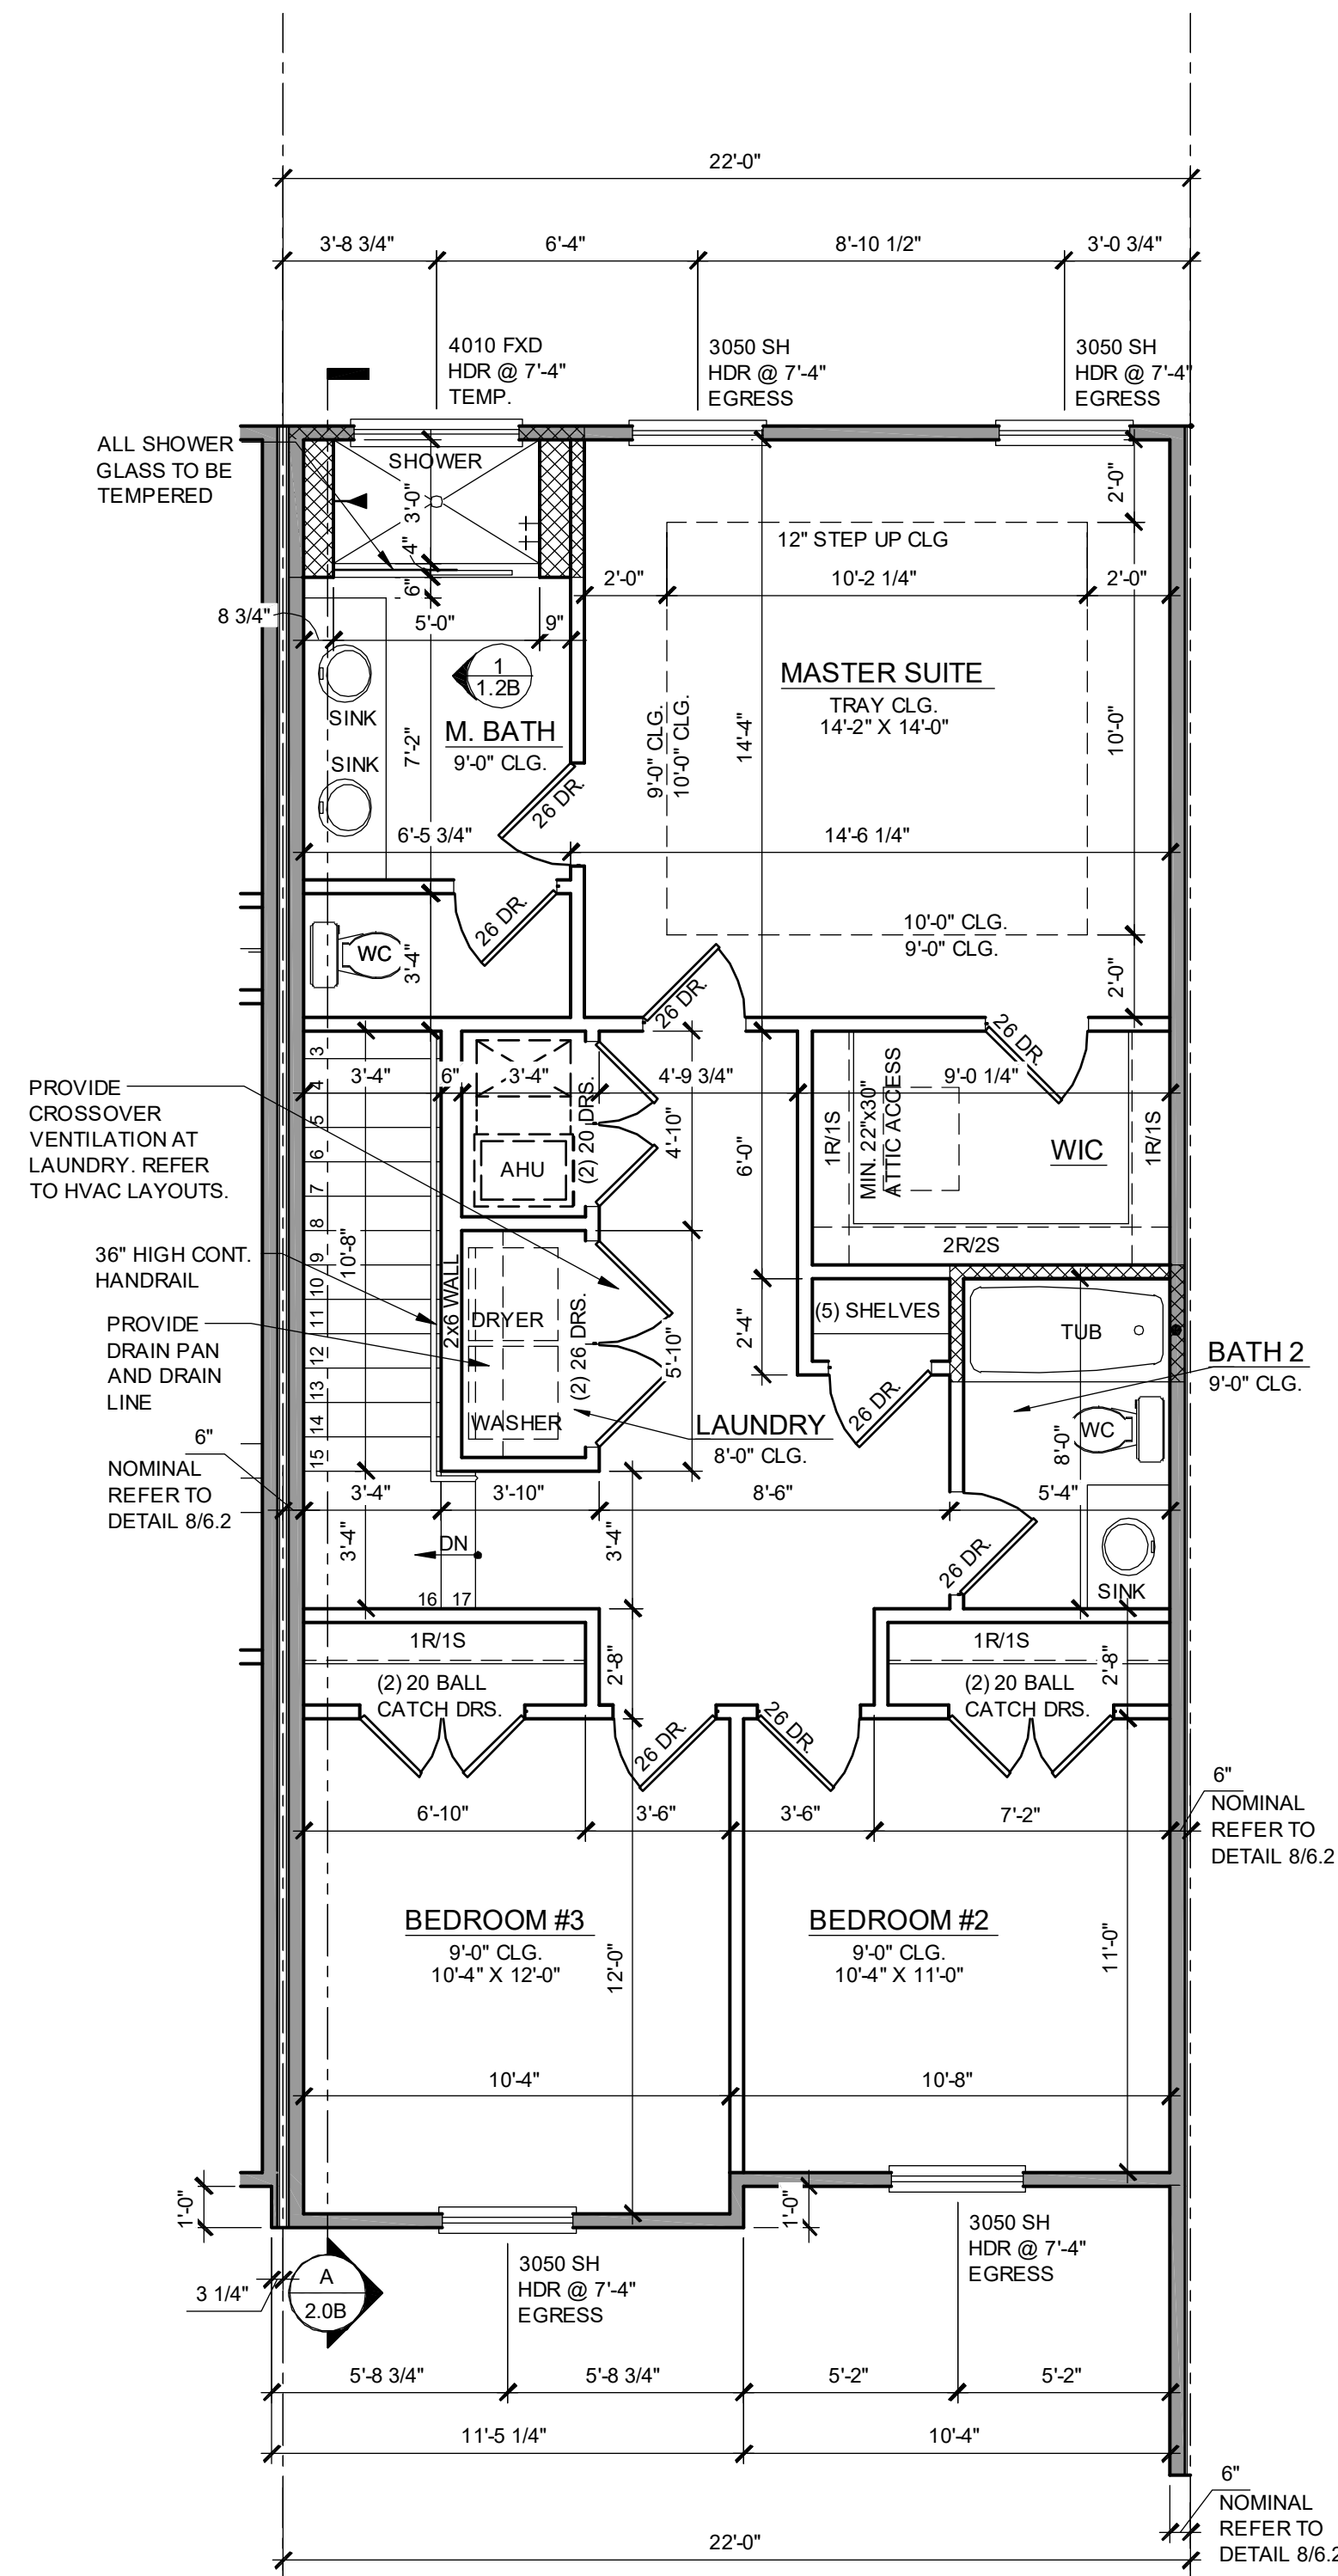 22'-0"
3'-8 3/4"
6'-4"
8'-10 1/2"
3'-0 3/4"
4010 FXD
HDR @ 7'-4"
TEMP.
3050 SH
HDR @ 7'-4"
EGRESS
3050 SH
HDR @ 7'-4"
EGRESS
ALL SHOWER
GLASS TO BE
TEMPERED
SHOWER
3'-0"
4"
6"
2'-0"
12" STEP UP CLG
2'-0"
10'-2 1/4"
2'-0"
8 3/4"
5'-0"
9"
1
1.2B
SINK
SINK
M. BATH
9'-0" CLG.
7'-2"
26 DR.
MASTER SUITE
TRAY CLG.
14'-2" X 14'-0"
9'-0" CLG.
10'-0" CLG.
14'-4"
10'-0"
6'-5 3/4"
14'-6 1/4"
26 DR.
WC
3'-4"
10'-0" CLG.
9'-0" CLG.
2'-0"
26 DR.
26 DR.
3
4
5
6
7
8
9
10
11
12
13
14
15
3'-4"
6"
3'-4"
4'-9 3/4"
9'-0 1/4"
PROVIDE
CROSSOVER
VENTILATION AT
LAUNDRY. REFER
TO HVAC LAYOUTS.
(2) 20 DRS.
AHU
4'-10"
6'-0"
1R/1S
MIN. 22"x30"
ATTIC ACCESS
WIC
1R/1S
2R/2S
36" HIGH CONT.
HANDRAIL
10'-8"
2x6 WALL
DRYER
(2) 26 DRS.
5'-10"
2'-4"
(5) SHELVES
TUB
PROVIDE
DRAIN PAN
AND DRAIN
LINE
WASHER
LAUNDRY
8'-0" CLG.
26 DR.
BATH 2
9'-0" CLG.
WC
8'-0"
6"
NOMINAL
REFER TO
DETAIL 8/6.2
3'-4"
3'-10"
8'-6"
5'-4"
3'-4"
DN
3'-4"
26 DR.
SINK
16
17
1R/1S
(2) 20 BALL
CATCH DRS.
2'-8"
1R/1S
(2) 20 BALL
CATCH DRS.
2'-8"
26 DR.
26 DR.
6'-10"
3'-6"
3'-6"
7'-2"
6"
NOMINAL
REFER TO
DETAIL 8/6.2
BEDROOM #3
9'-0" CLG.
10'-4" X 12'-0"
12'-0"
BEDROOM #2
9'-0" CLG.
10'-4" X 11'-0"
11'-0"
10'-4"
10'-8"
1'-0"
1'-0"
3 1/4"
A
2.0B
3050 SH
HDR @ 7'-4"
EGRESS
3050 SH
HDR @ 7'-4"
EGRESS
5'-8 3/4"
5'-8 3/4"
5'-2"
5'-2"
11'-5 1/4"
10'-4"
6"
NOMINAL
REFER TO
DETAIL 8/6.2
22'-0"